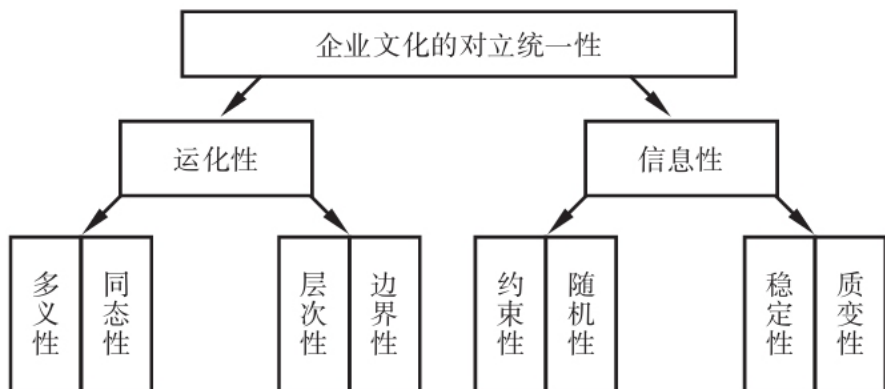 企业文化的对立统一性
运化性
信息性
多义性
同态性
层次性
边界性
约束性
随机性
稳定性
质变性